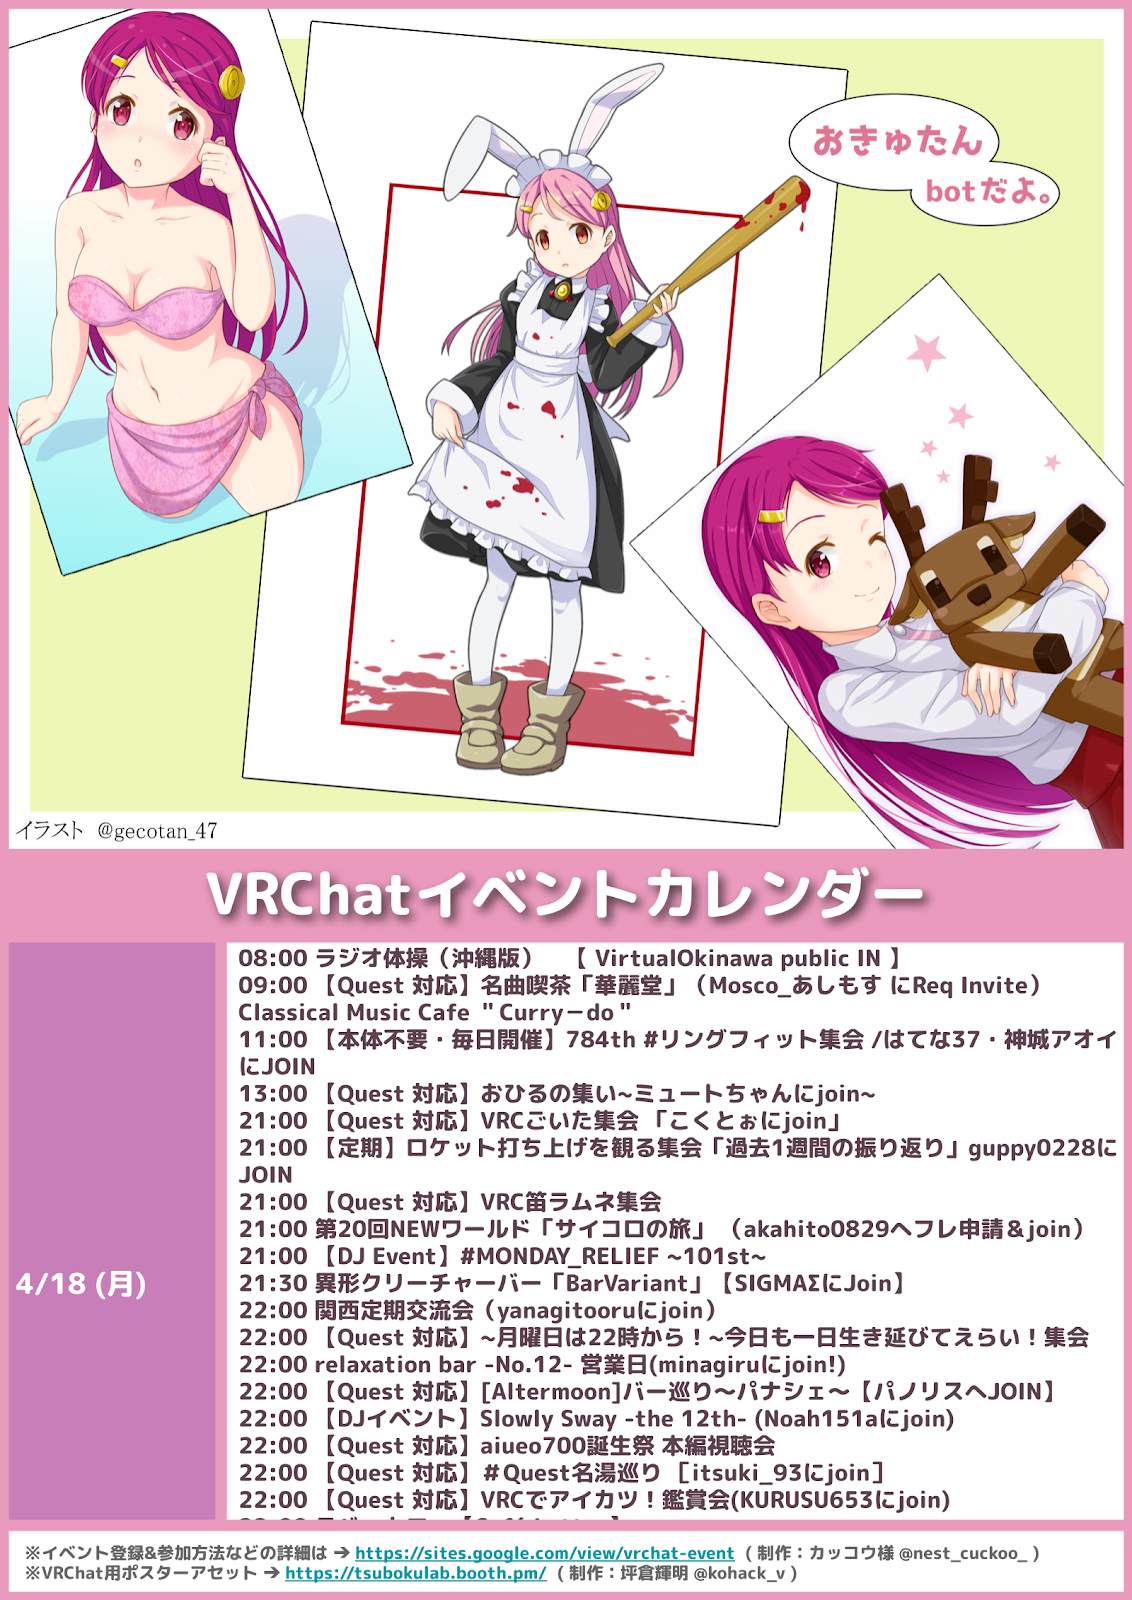 おきゅたん
botだよ。
イラスト @gecotan_47
VRChatイベントカレンダー
4/18 (月)
08:00 ラジオ体操（沖縄版） 【 VirtualOkinawa public IN 】
09:00 【Quest 対応】名曲喫茶「華麗堂」（Mosco_あしもす にReq Invite）
Classical Music Cafe ＂Curry－do＂
11:00 【本体不要・毎日開催】784th #リングフィット集会 /はてな37・神城アオイ
にJOIN
13:00 【Quest 対応】おひるの集い~ミュートちゃんにjoin~
21:00 【Quest 対応】VRCごいた集会 「こくとぉにjoin」
21:00 【定期】ロケット打ち上げを観る集会「過去1週間の振り返り」guppy0228に
JOIN
21:00 【Quest 対応】VRC笛ラムネ集会
21:00 第20回NEWワールド「サイコロの旅」 （akahito0829へフレ申請＆join）
21:00 【DJ Event】#MONDAY_RELIEF ~101st~
21:30 異形クリーチャーバー「BarVariant」【SIGMAΣにJoin】
22:00 関西定期交流会（yanagitooruにjoin）
22:00 【Quest 対応】~月曜日は22時から！~今日も一日生き延びてえらい！集会
22:00 relaxation bar -No.12- 営業日(minagiruにjoin!)
22:00 【Quest 対応】[Altermoon]バー巡り〜パナシェ〜【パノリスへJOIN】
22:00 【DJイベント】Slowly Sway -the 12th- (Noah151aにjoin)
22:00 【Quest 対応】aiueo700誕生祭 本編視聴会
22:00 【Quest 対応】＃Quest名湯巡り ［itsuki_93にjoin］
22:00 【Quest 対応】VRCでアイカツ！鑑賞会(KURUSU653にjoin)
※イベント登録&参加方法などの詳細は ➔ https://sites.google.com/view/vrchat-event （ 制作：カッコウ様 @nest_cuckoo_ ）
※VRChat用ポスターアセット ➔ https://tsubokulab.booth.pm/ （ 制作：坪倉輝明 @kohack_v ）